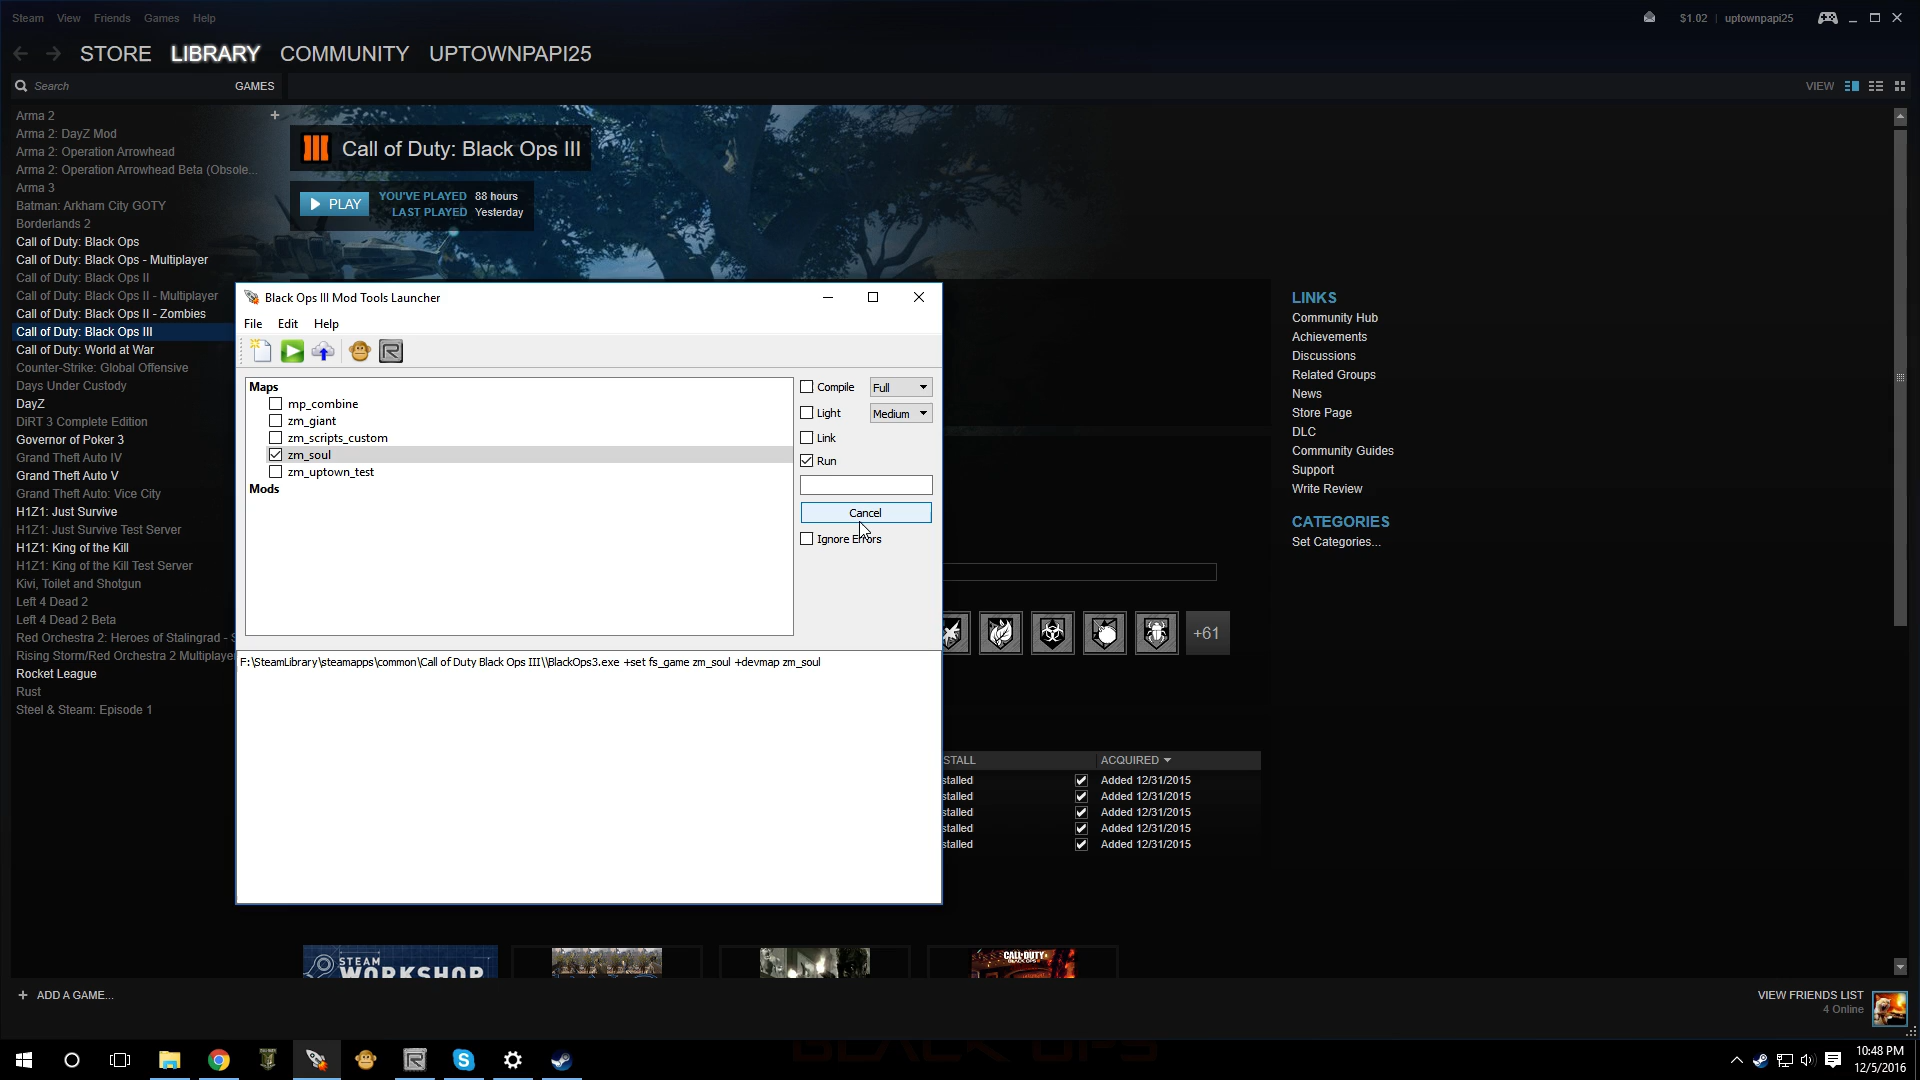 Steam View Friends Games Help
$1.02 | uptownpapi25
STORE LIBRARY COMMUNITY UPTOWNPAPI25
Search GAMES
VIEW
Arma 2 +
Arma 2: DayZ Mod
Arma 2: Operation Arrowhead
Arma 2: Operation Arrowhead Beta (Obsole...
Arma 3
Batman: Arkham City GOTY
Borderlands 2
Call of Duty: Black Ops
Call of Duty: Black Ops - Multiplayer
Call of Duty: Black Ops II
Call of Duty: Black Ops II - Multiplayer
Call of Duty: Black Ops II - Zombies
Call of Duty: Black Ops III
Call of Duty: World at War
Counter-Strike: Global Offensive
Days Under Custody
DayZ
DiRT 3 Complete Edition
Governor of Poker 3
Grand Theft Auto IV
Grand Theft Auto V
Grand Theft Auto: Vice City
H1Z1: Just Survive
H1Z1: Just Survive Test Server
H1Z1: King of the Kill
H1Z1: King of the Kill Test Server
Kivi, Toilet and Shotgun
Left 4 Dead 2
Left 4 Dead 2 Beta
Red Orchestra 2: Heroes of Stalingrad - S
Rising Storm/Red Orchestra 2 Multiplaye
Rocket League
Rust
Steel & Steam: Episode 1
III Call of Duty: Black Ops III
PLAY
YOU'VE PLAYED 88 hours
LAST PLAYED Yesterday
Black Ops III Mod Tools Launcher
File Edit Help
Maps
mp_combine
zm_giant
zm_scripts_custom
zm_soul
zm_uptown_test
Mods
Compile Full
Light Medium
Link
Run
Cancel
Ignore Errors
F:\SteamLibrary\steamapps\common\Call of Duty Black Ops III\\BlackOps3.exe +set fs_game zm_soul +devmap zm_soul
LINKS
Community Hub
Achievements
Discussions
Related Groups
News
Store Page
DLC
Community Guides
Support
Write Review
CATEGORIES
Set Categories...
+61
STALL ACQUIRED
stalled Added 12/31/2015
stalled Added 12/31/2015
stalled Added 12/31/2015
stalled Added 12/31/2015
stalled Added 12/31/2015
STEAM
WORKSHOP
CALL·DUTY
+ ADD A GAME...
VIEW FRIENDS LIST
4 Online
BLACK OPS
10:48 PM
12/5/2016